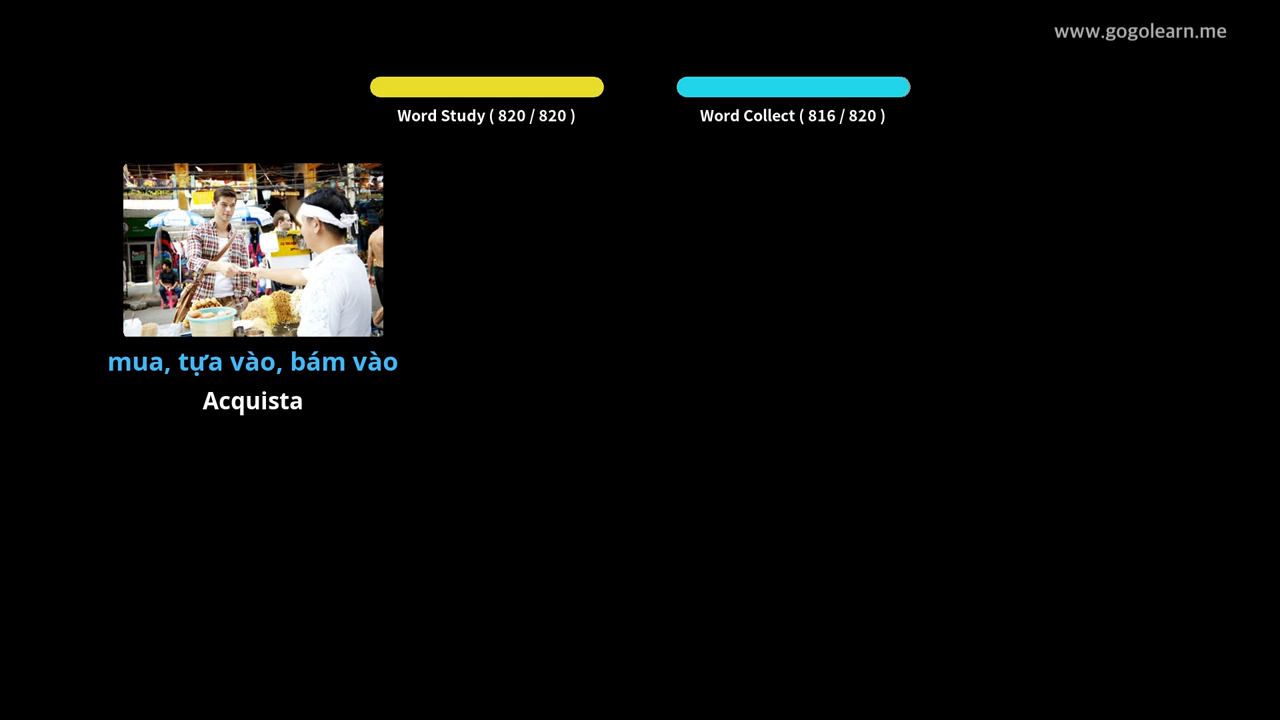 www.gogolearn.me
Word Study ( 820 / 820 )
Word Collect ( 816 / 820 )
mua, tựa vào, bám vào
Acquista